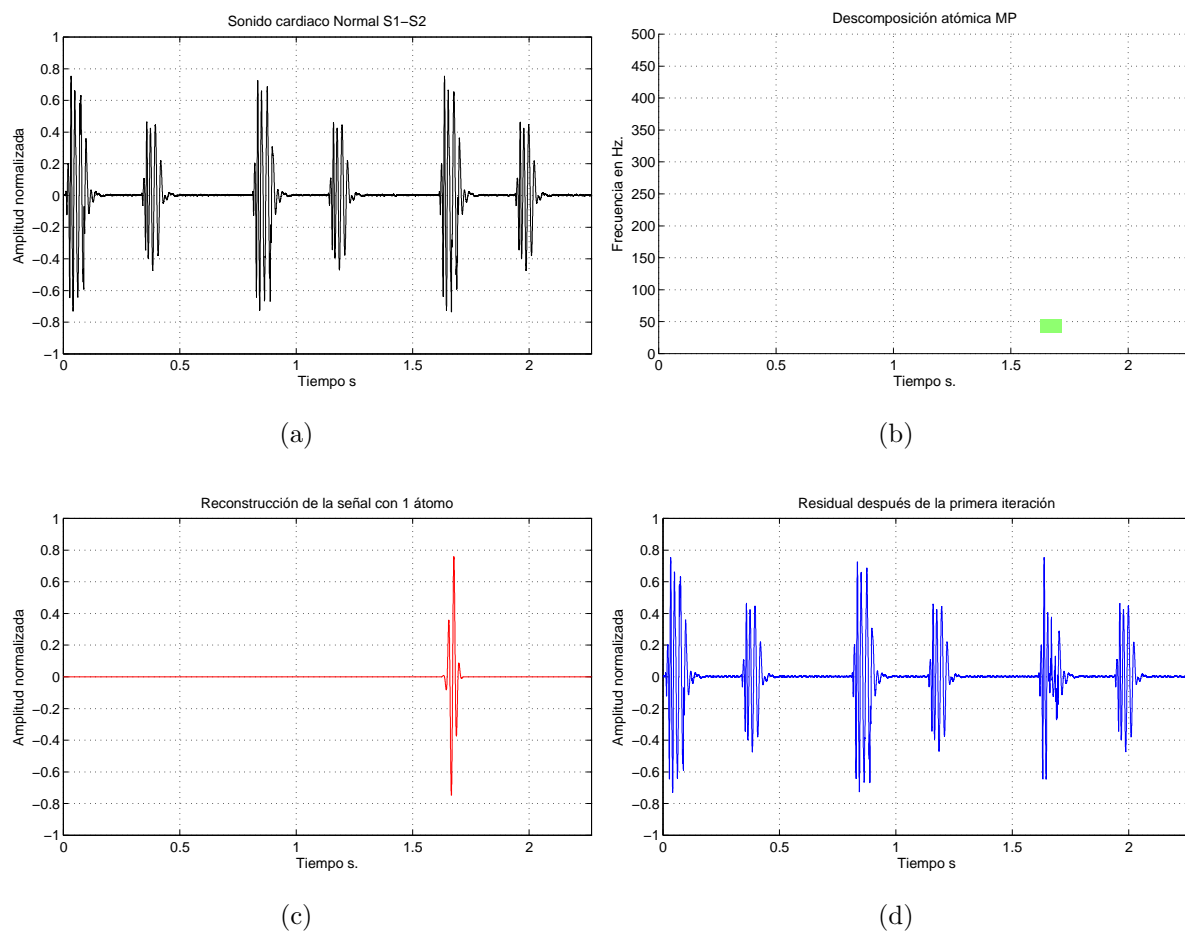 Sonido cardiaco Normal S1−S2
1
0.8
0.6
0.4
0.2
0
−0.2
−0.4
−0.6
−0.8
−1
Amplitud normalizada
0 0.5 1 1.5 2
Tiempo s
(a)
Descomposición atómica MP
500
450
400
350
300
250
200
150
100
50
0
Frecuencia en Hz.
0 0.5 1 1.5 2
Tiempo s.
(b)
Reconstrucción de la señal con 1 átomo
1
0.8
0.6
0.4
0.2
0
−0.2
−0.4
−0.6
−0.8
−1
Amplitud normalizada
0 0.5 1 1.5 2
Tiempo s.
(c)
Residual después de la primera iteración
1
0.8
0.6
0.4
0.2
0
−0.2
−0.4
−0.6
−0.8
−1
Amplitud normalizada
0 0.5 1 1.5 2
Tiempo s
(d)